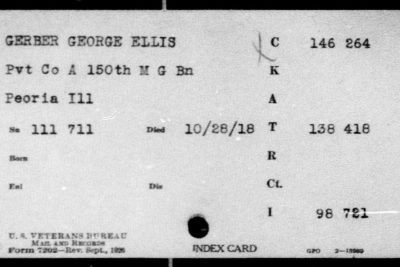 GERBER GEORGE ELLIS C 146 264
Pvt Co A 150th M G Bn K
Peoria Ill A
Sn 111 711 Died 10/28/18 T 138 418
Born R
Enl Dis Ct.
I 98 721
U. S. VETERANS BUREAU
MAIL AND RECORDS
Form 7202—Rev. Sept., 1926 INDEX CARD GPO